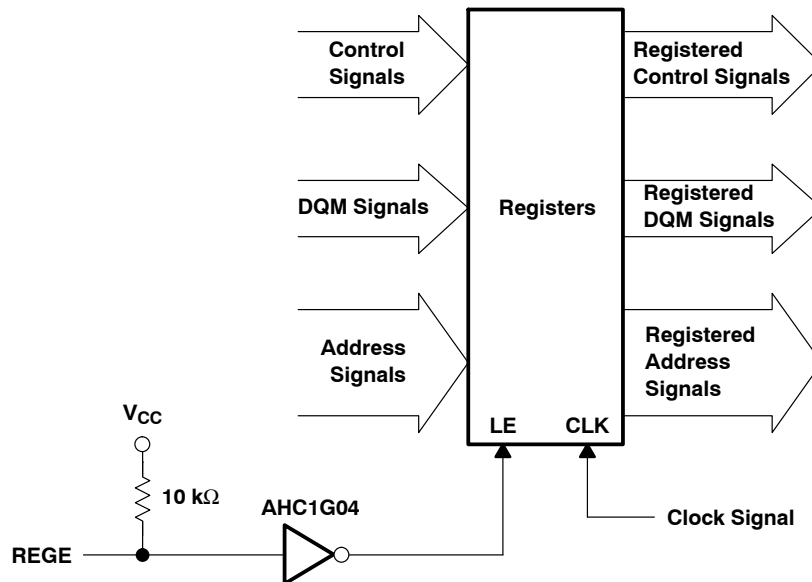 Control
Signals
Registered
Control Signals
DQM Signals
Registers
Registered
DQM Signals
Address
Signals
Registered
Address
Signals
LE
CLK
VCC
10 kΩ
AHC1G04
REGE
Clock Signal